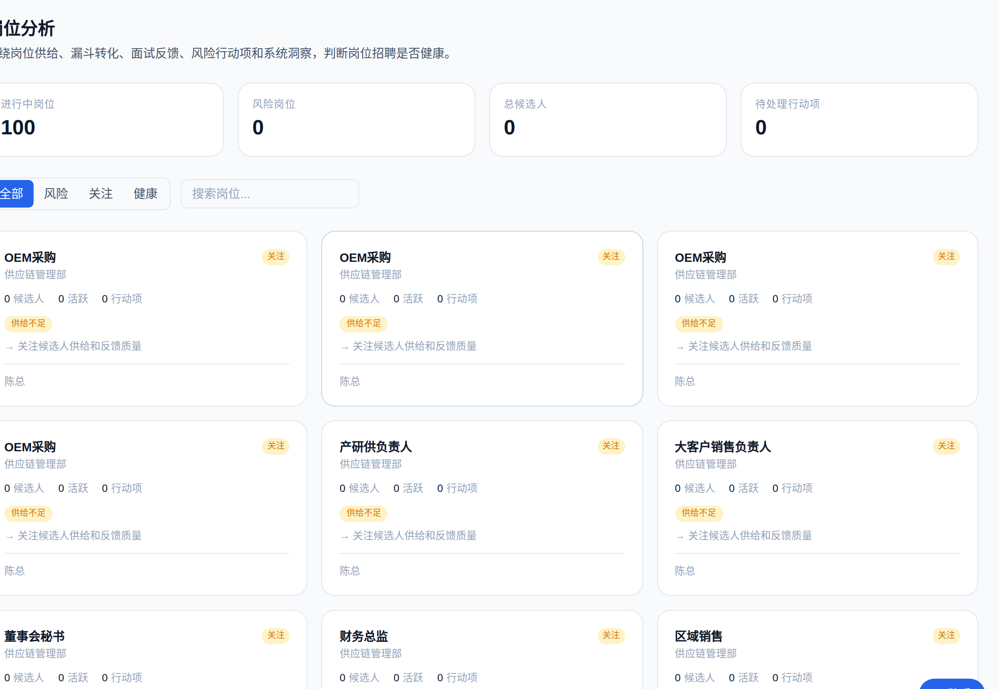 位分析
绕岗位供给、漏斗转化、面试反馈、风险行动项和系统洞察，判断岗位招聘是否健康。
进行中岗位 风险岗位 总候选人 待处理行动项
100 0 0 0
全部 风险 关注 健康 搜索岗位...
OEM采购 关注 OEM采购 关注 OEM采购 关注
供应链管理部 供应链管理部 供应链管理部
0 候选人 0 活跃 0 行动项 0 候选人 0 活跃 0 行动项 0 候选人 0 活跃 0 行动项
供给不足 供给不足 供给不足
→ 关注候选人供给和反馈质量 → 关注候选人供给和反馈质量 → 关注候选人供给和反馈质量
陈总 陈总 陈总
OEM采购 关注 产研供负责人 关注 大客户销售负责人 关注
供应链管理部 供应链管理部 供应链管理部
0 候选人 0 活跃 0 行动项 0 候选人 0 活跃 0 行动项 0 候选人 0 活跃 0 行动项
供给不足 供给不足 供给不足
→ 关注候选人供给和反馈质量 → 关注候选人供给和反馈质量 → 关注候选人供给和反馈质量
陈总 陈总 陈总
董事会秘书 关注 财务总监 关注 区域销售 关注
供应链管理部 供应链管理部 供应链管理部
0 候选人 0 活跃 0 行动项 0 候选人 0 活跃 0 行动项 0 候选人 0 活跃 0 行动项